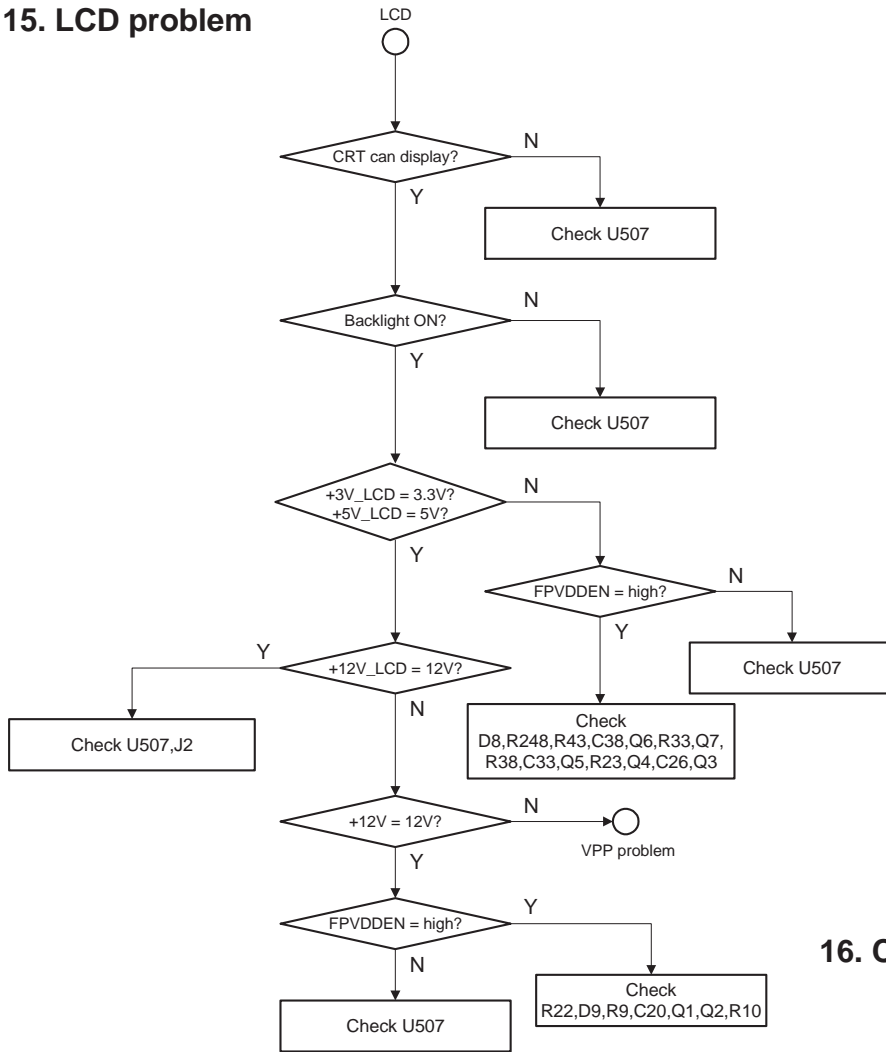 15. LCD problem
LCD
CRT can display?
N
Y
Check U507
Backlight ON?
N
Y
Check U507
+3V_LCD = 3.3V?
+5V_LCD = 5V?
N
Y
FPVDDEN = high?
N
Y
Check U507
Check
D8,R248,R43,C38,Q6,R33,Q7,
R38,C33,Q5,R23,Q4,C26,Q3
+12V_LCD = 12V?
Y
N
Check U507,J2
+12V = 12V?
N
Y
VPP problem
FPVDDEN = high?
Y
N
Check
R22,D9,R9,C20,Q1,Q2,R10
Check U507
16. C